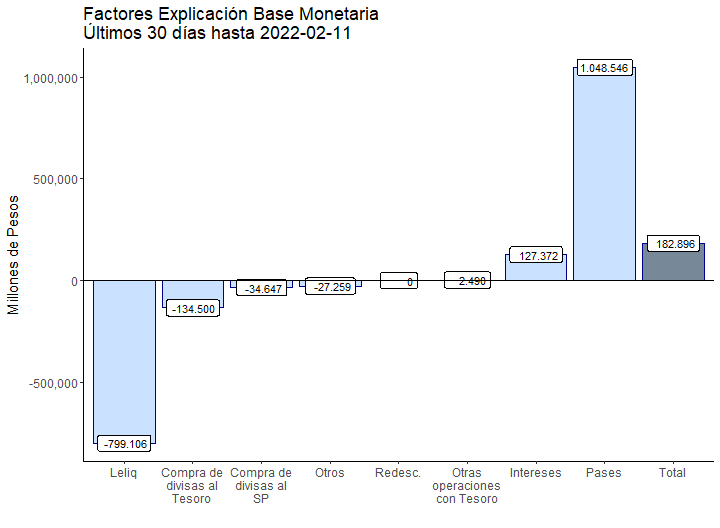 Factores Explicación Base Monetaria
Últimos 30 días hasta 2022-02-11
Millones de Pesos
1,000,000
500,000
0
-500,000
-799.106
-134.500
-34.647
-27.259
0
2.490
127.372
1.048.546
182.896
Leliq
Compra de
divisas al
Tesoro
Compra de
divisas al
SP
Otros
Redesc.
Otras
operaciones
con Tesoro
Intereses
Pases
Total